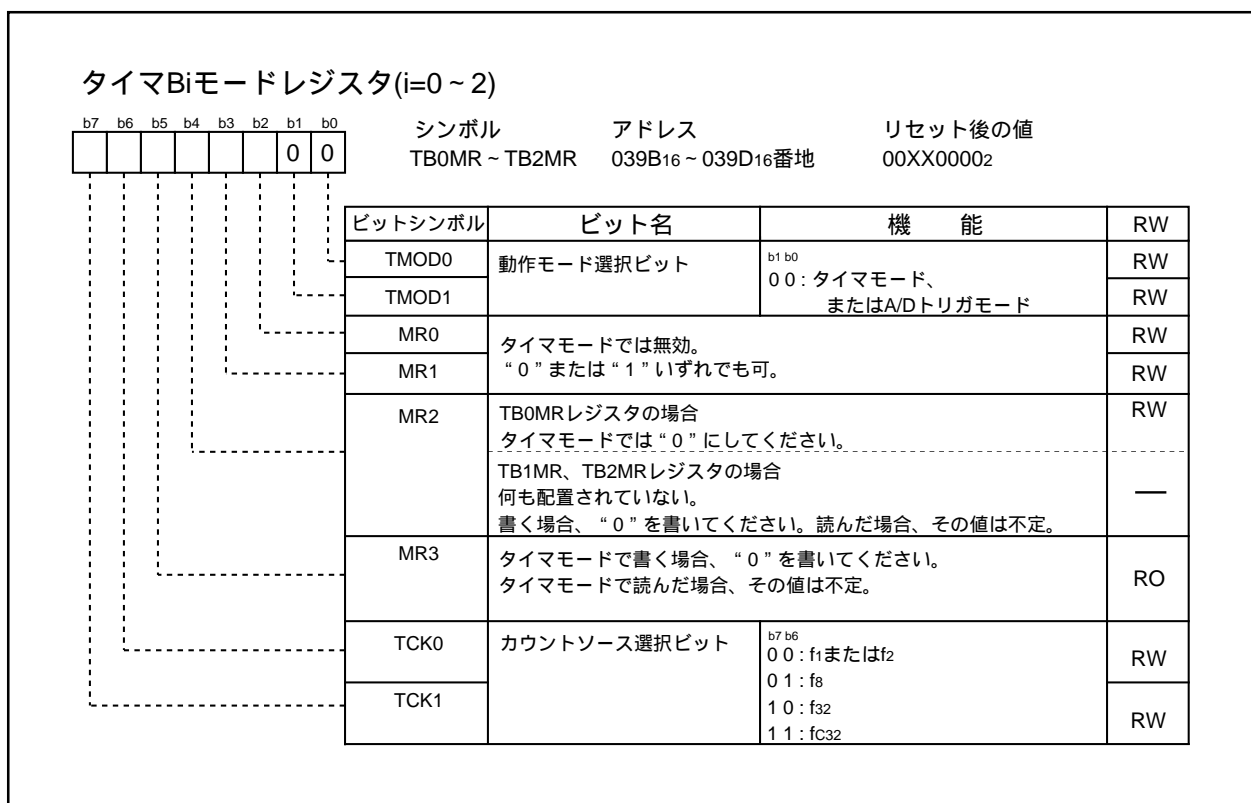 タイマBiモードレジスタ(i=0 ~ 2)
b7 b6 b5 b4 b3 b2 b1 b0
0 0
シンボル アドレス リセット後の値
TB0MR ~ TB2MR 039B16 ~ 039D16番地 00XX00002
ビットシンボル ビット名 機 能 RW
TMOD0 動作モード選択ビット b1 b0 RW
0 0 : タイマモード、
TMOD1 またはA/Dトリガモード RW
MR0 タイマモードでは無効。 RW
MR1 “ 0 ” または “ 1 ” いずれでも可。 RW
MR2 TB0MRレジスタの場合 RW
タイマモードでは “ 0 ” にしてください。
TB1MR、TB2MRレジスタの場合
何も配置されていない。 —
書く場合、“ 0 ” を書いてください。読んだ場合、その値は不定。
MR3 タイマモードで書く場合、“ 0 ” を書いてください。
タイマモードで読んだ場合、その値は不定。 RO
TCK0 カウントソース選択ビット b7 b6
0 0 : f1またはf2 RW
0 1 : f8
TCK1 1 0 : f32
1 1 : fC32 RW